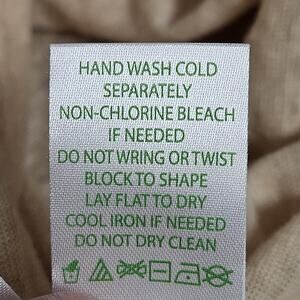 HAND WASH COLD
SEPARATELY
NON-CHLORINE BLEACH
IF NEEDED
DO NOT WRING OR TWIST
BLOCK TO SHAPE
LAY FLAT TO DRY
COOL IRON IF NEEDED
DO NOT DRY CLEAN